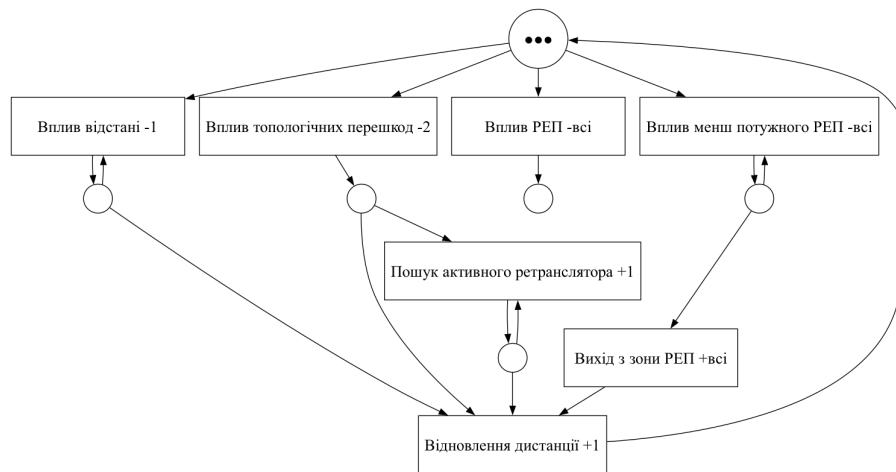 Вплив відстані -1
Вплив топологічних перешкод -2
Вплив РЕП -всі
Вплив менш потужного РЕП -всі
Пошук активного ретранслятора +1
Вихід з зони РЕП +всі
Відновлення дистанції +1